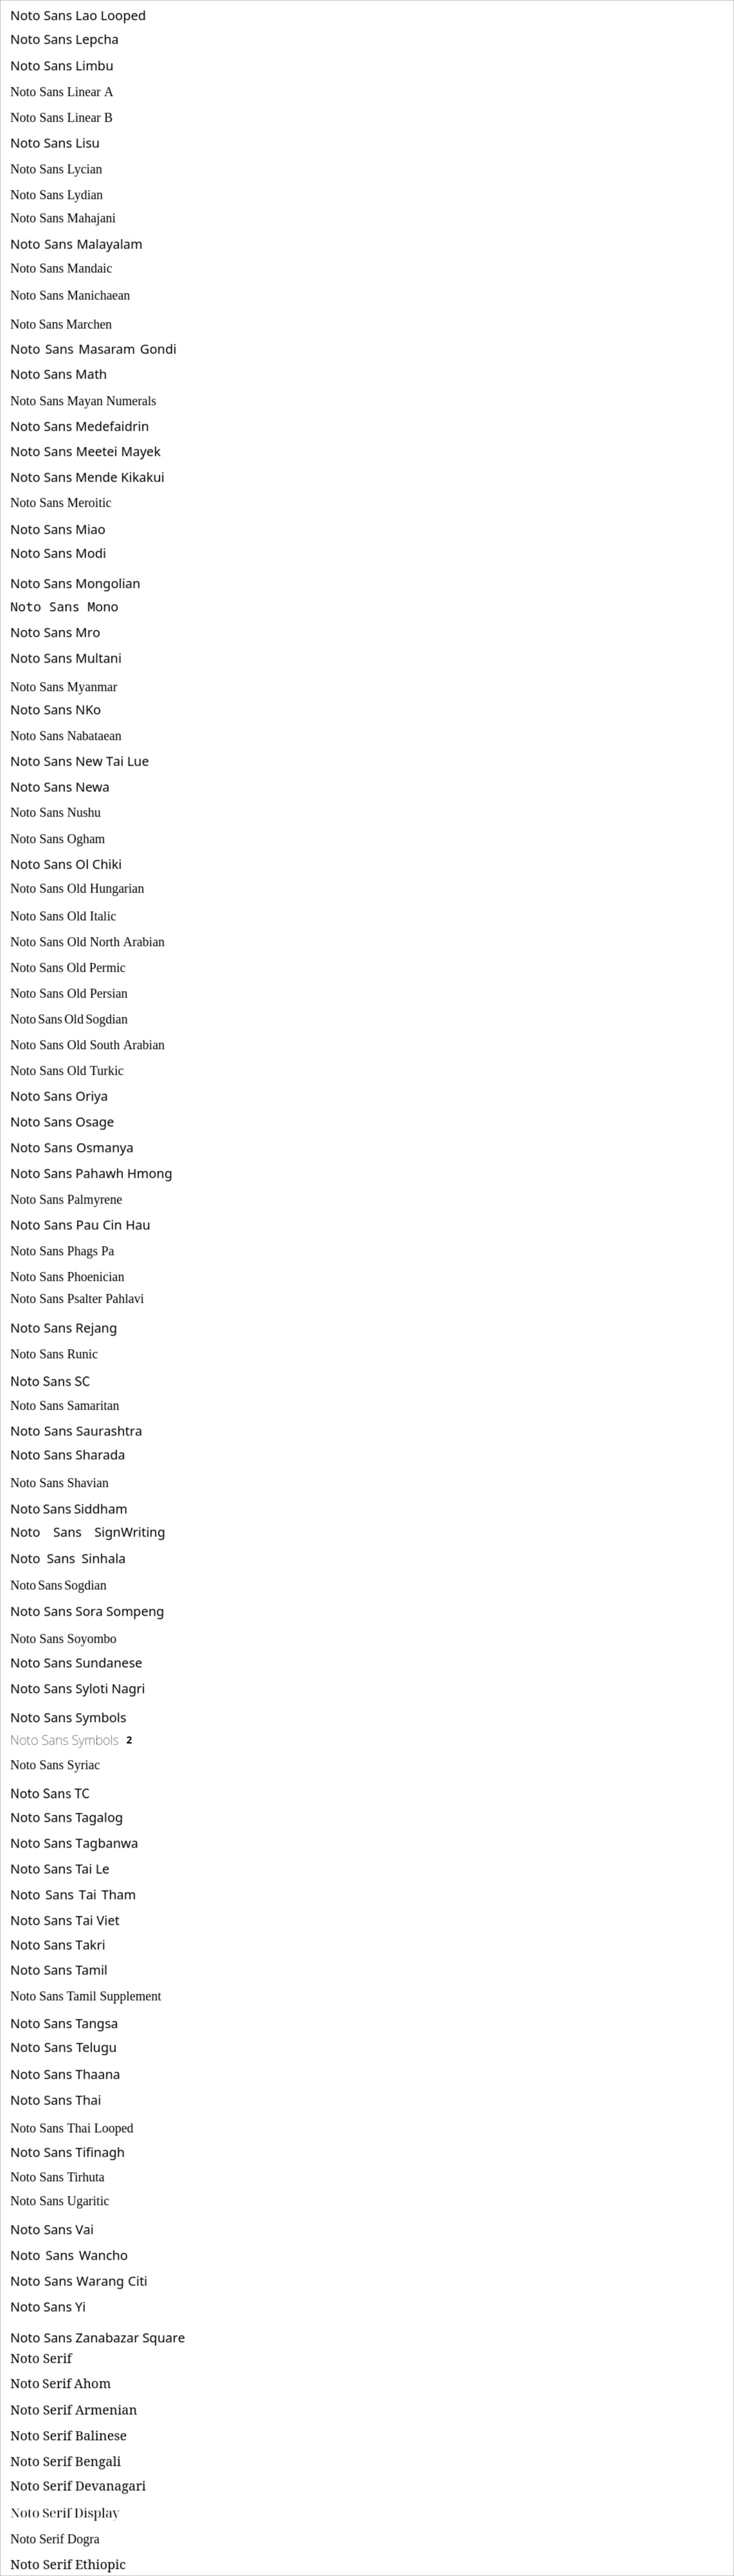 Noto Sans Lao Looped
Noto Sans Lepcha
Noto Sans Limbu
Noto Sans Linear A
Noto Sans Linear B
Noto Sans Lisu
Noto Sans Lycian
Noto Sans Lydian
Noto Sans Mahajani
Noto Sans Malayalam
Noto Sans Mandaic
Noto Sans Manichaean
Noto Sans Marchen
Noto Sans Masaram Gondi
Noto Sans Math
Noto Sans Mayan Numerals
Noto Sans Medefaidrin
Noto Sans Meetei Mayek
Noto Sans Mende Kikakui
Noto Sans Meroitic
Noto Sans Miao
Noto Sans Modi
Noto Sans Mongolian
Noto Sans Mono
Noto Sans Mro
Noto Sans Multani
Noto Sans Myanmar
Noto Sans NKo
Noto Sans Nabataean
Noto Sans New Tai Lue
Noto Sans Newa
Noto Sans Nushu
Noto Sans Ogham
Noto Sans Ol Chiki
Noto Sans Old Hungarian
Noto Sans Old Italic
Noto Sans Old North Arabian
Noto Sans Old Permic
Noto Sans Old Persian
Noto Sans Old Sogdian
Noto Sans Old South Arabian
Noto Sans Old Turkic
Noto Sans Oriya
Noto Sans Osage
Noto Sans Osmanya
Noto Sans Pahawh Hmong
Noto Sans Palmyrene
Noto Sans Pau Cin Hau
Noto Sans Phags Pa
Noto Sans Phoenician
Noto Sans Psalter Pahlavi
Noto Sans Rejang
Noto Sans Runic
Noto Sans SC
Noto Sans Samaritan
Noto Sans Saurashtra
Noto Sans Sharada
Noto Sans Shavian
Noto Sans Siddham
Noto Sans SignWriting
Noto Sans Sinhala
Noto Sans Sogdian
Noto Sans Sora Sompeng
Noto Sans Soyombo
Noto Sans Sundanese
Noto Sans Syloti Nagri
Noto Sans Symbols
Noto Sans Symbols 2
Noto Sans Syriac
Noto Sans TC
Noto Sans Tagalog
Noto Sans Tagbanwa
Noto Sans Tai Le
Noto Sans Tai Tham
Noto Sans Tai Viet
Noto Sans Takri
Noto Sans Tamil
Noto Sans Tamil Supplement
Noto Sans Tangsa
Noto Sans Telugu
Noto Sans Thaana
Noto Sans Thai
Noto Sans Thai Looped
Noto Sans Tifinagh
Noto Sans Tirhuta
Noto Sans Ugaritic
Noto Sans Vai
Noto Sans Wancho
Noto Sans Warang Citi
Noto Sans Yi
Noto Sans Zanabazar Square
Noto Serif
Noto Serif Ahom
Noto Serif Armenian
Noto Serif Balinese
Noto Serif Bengali
Noto Serif Devanagari
Noto Serif Display
Noto Serif Dogra
Noto Serif Ethiopic